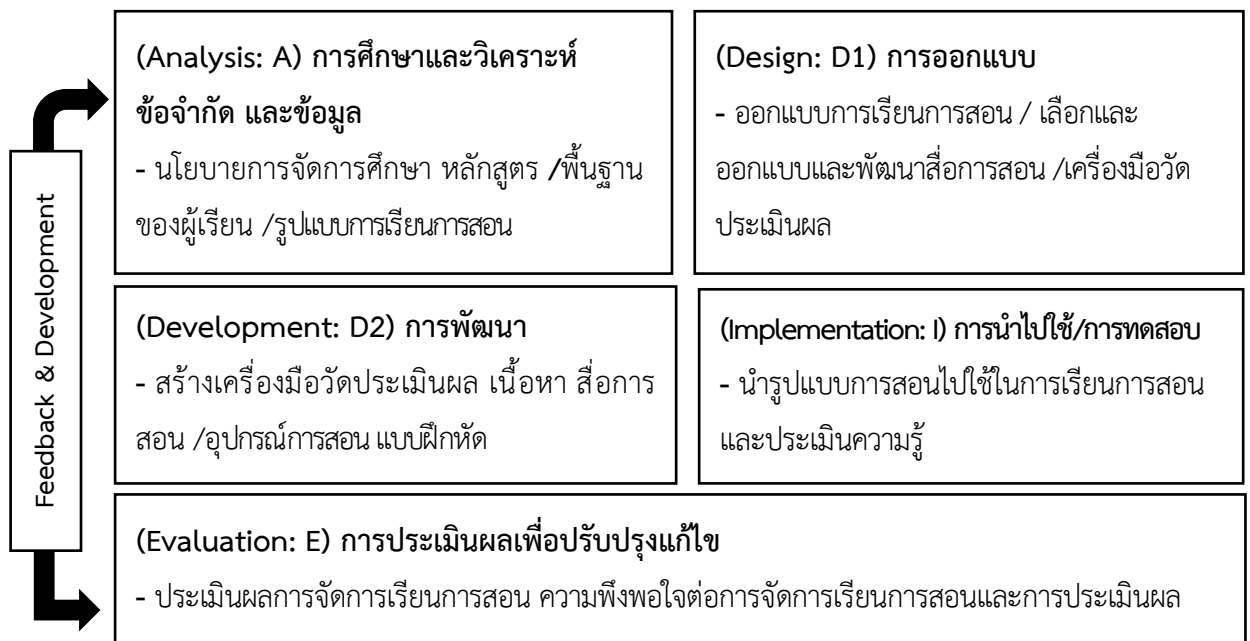 Feedback & Development
(Analysis: A) การศึกษาและวิเคราะห์
ข้อจำกัด และข้อมูล
- นโยบายการจัดการศึกษา หลักสูตร /พื้นฐาน
ของผู้เรียน /รูปแบบการเรียนการสอน
(Design: D1) การออกแบบ
- ออกแบบการเรียนการสอน / เลือกและ
ออกแบบและพัฒนาสื่อการสอน /เครื่องมือวัด
ประเมินผล
(Development: D2) การพัฒนา
- สร้างเครื่องมือวัดประเมินผล เนื้อหา สื่อการ
สอน /อุปกรณ์การสอน แบบฝึกหัด
(Implementation: I) การนำไปใช้/การทดสอบ
- นำรูปแบบการสอนไปใช้ในการเรียนการสอน
และประเมินความรู้
(Evaluation: E) การประเมินผลเพื่อปรับปรุงแก้ไข
- ประเมินผลการจัดการเรียนการสอน ความพึงพอใจต่อการจัดการเรียนการสอนและการประเมินผล